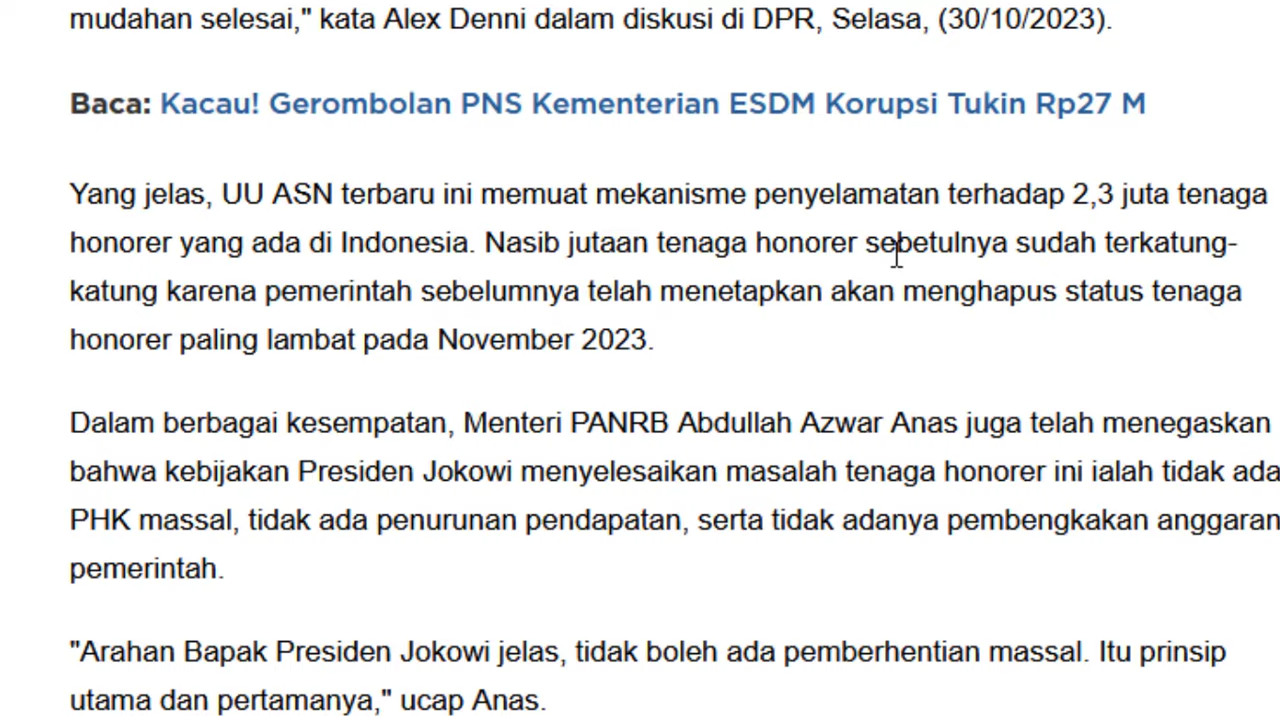 mudahan selesai," kata Alex Denni dalam diskusi di DPR, Selasa, (30/10/2023).
Baca: Kacau! Gerombolan PNS Kementerian ESDM Korupsi Tukin Rp27 M
Yang jelas, UU ASN terbaru ini memuat mekanisme penyelamatan terhadap 2,3 juta tenaga
honorer yang ada di Indonesia. Nasib jutaan tenaga honorer sebetulnya sudah terkatung-
katung karena pemerintah sebelumnya telah menetapkan akan menghapus status tenaga
honorer paling lambat pada November 2023.
Dalam berbagai kesempatan, Menteri PANRB Abdullah Azwar Anas juga telah menegaskan
bahwa kebijakan Presiden Jokowi menyelesaikan masalah tenaga honorer ini ialah tidak ada
PHK massal, tidak ada penurunan pendapatan, serta tidak adanya pembengkakan anggaran
pemerintah.
"Arahan Bapak Presiden Jokowi jelas, tidak boleh ada pemberhentian massal. Itu prinsip
utama dan pertamanya," ucap Anas.